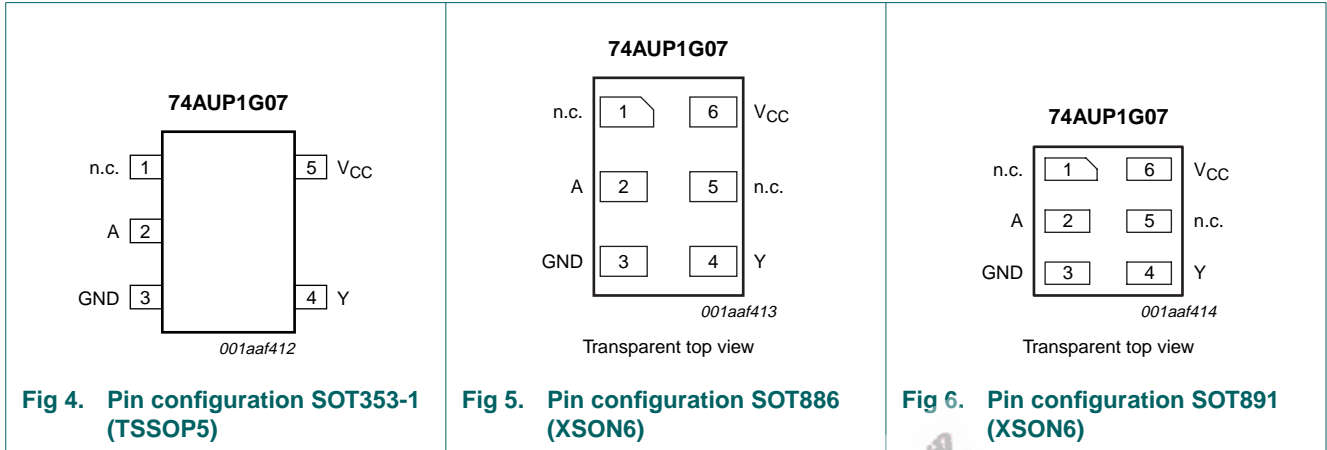 74AUP1G07
n.c. 1 5 VCC
A 2
GND 3 4 Y
001aaf412
Fig 4. Pin configuration SOT353-1
(TSSOP5)
74AUP1G07
n.c. 1 6 VCC
A 2 5 n.c.
GND 3 4 Y
001aaf413
Transparent top view
Fig 5. Pin configuration SOT886
(XSON6)
74AUP1G07
n.c. 1 6 VCC
A 2 5 n.c.
GND 3 4 Y
001aaf414
Transparent top view
Fig 6. Pin configuration SOT891
(XSON6)